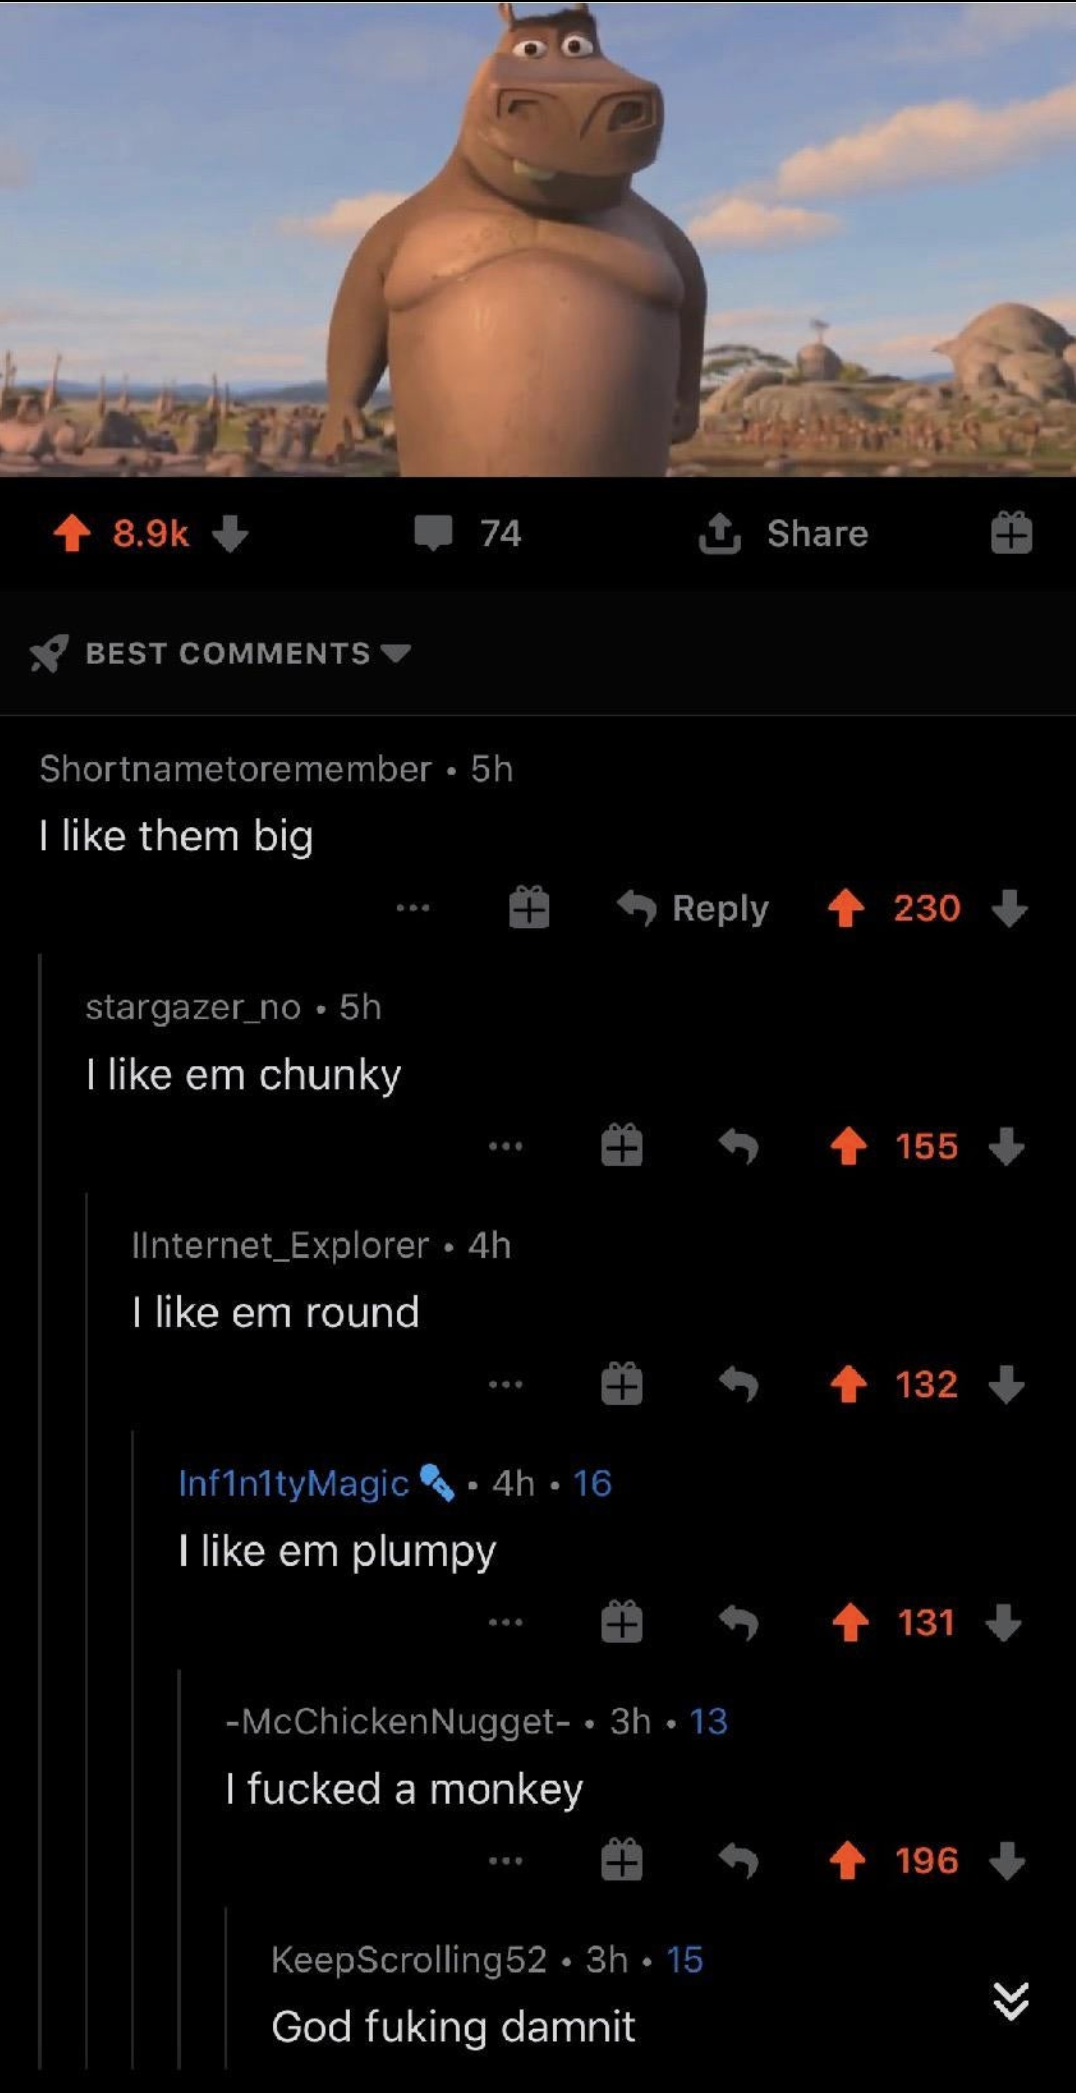 8.9k 74 Share
BEST COMMENTS
Shortnametoremember • 5h
I like them big
... Reply 230
stargazer_no • 5h
I like em chunky
... 155
IInternet_Explorer • 4h
I like em round
... 132
Inf1n1tyMagic • 4h • 16
I like em plumpy
... 131
-McChickenNugget- • 3h • 13
I fucked a monkey
... 196
KeepScrolling52 • 3h • 15
God fuking damnit